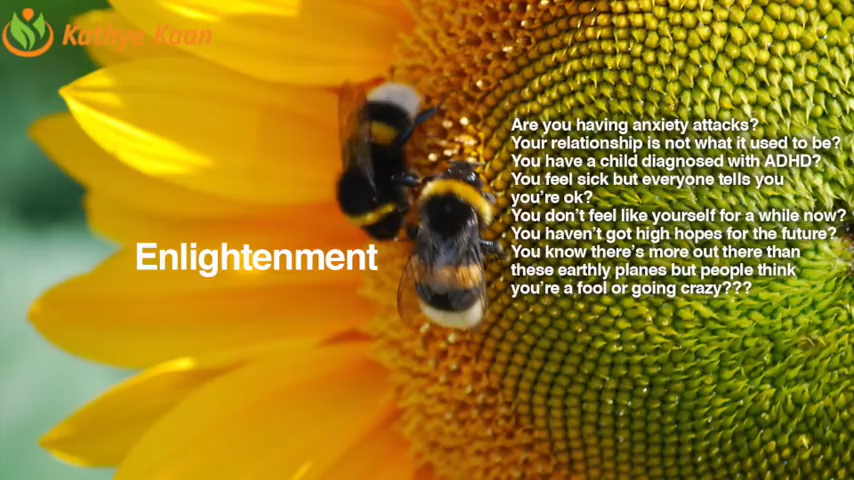 Kathye Kaan
Are you having anxiety attacks?
Your relationship is not what it used to be?
You have a child diagnosed with ADHD?
You feel sick but everyone tells you
you're ok?
You don't feel like yourself for a while now?
You haven't got high hopes for the future?
You know there's more out there than
these earthly planes but people think
you're a fool or going crazy???
Enlightenment